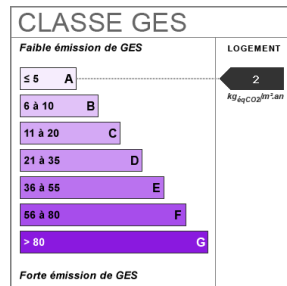 CLASSE GES
Faible émission de GES
LOGEMENT
≤ 5 A
2
kgéqCO2/m².an
6 à 10 B
11 à 20 C
21 à 35 D
36 à 55 E
56 à 80 F
> 80 G
Forte émission de GES